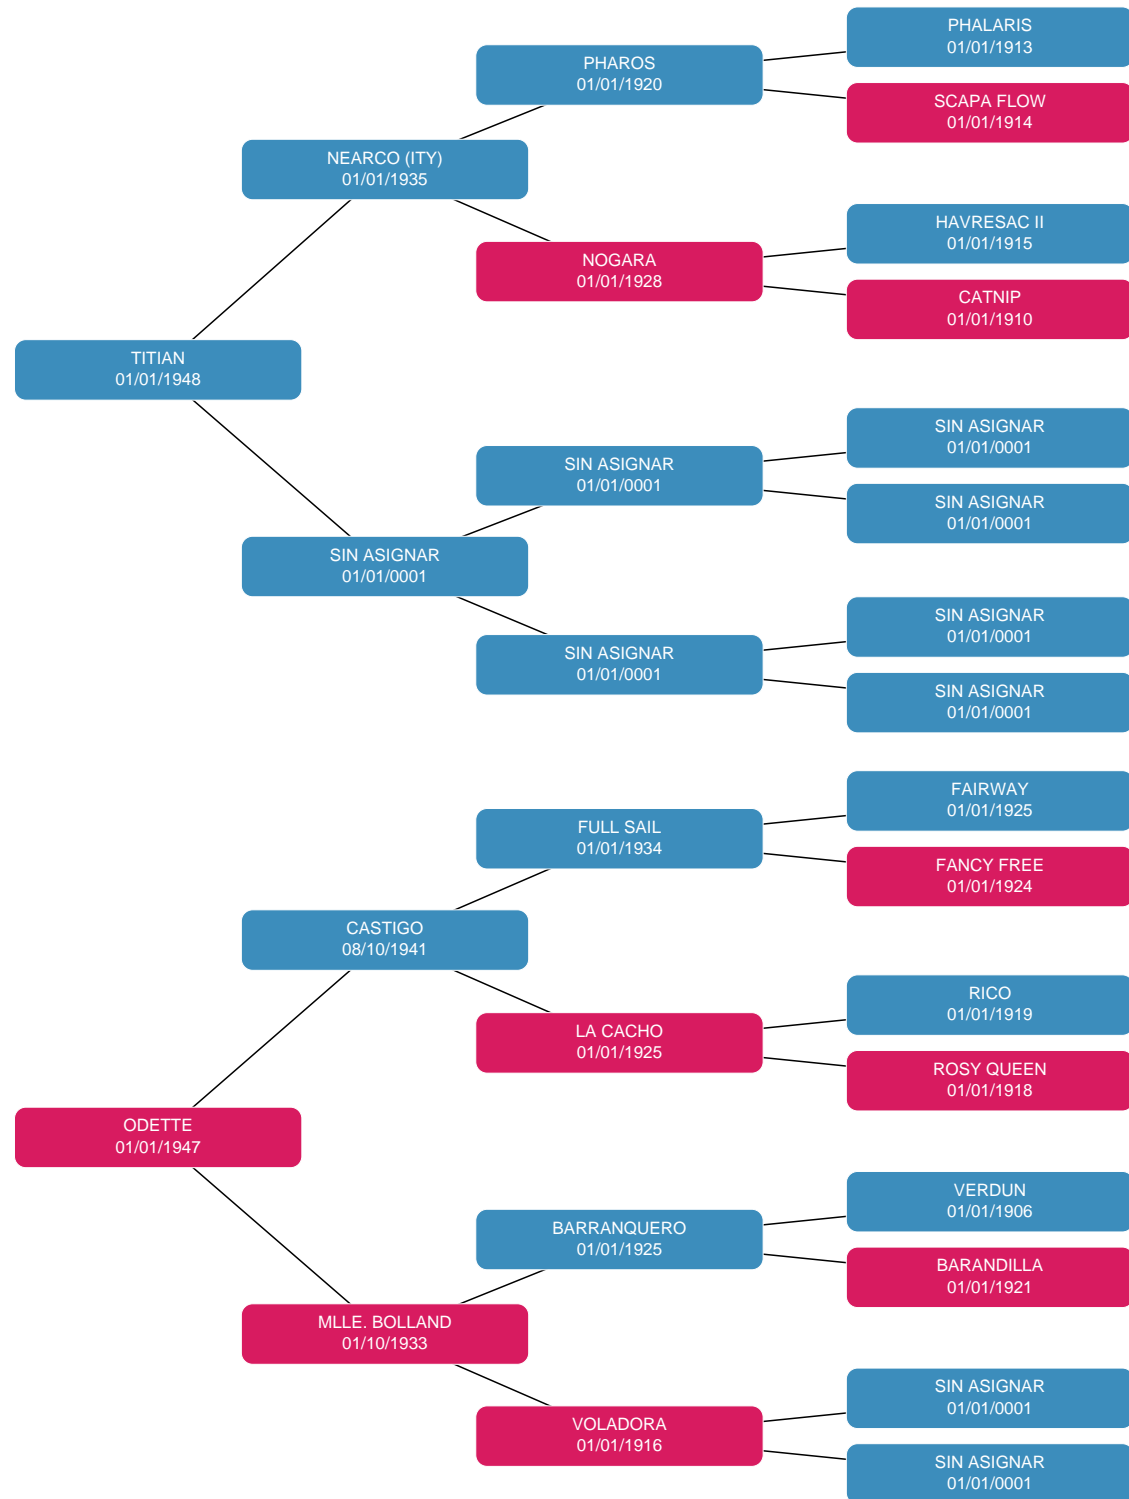 PHALARIS
01/01/1913
PHAROS
01/01/1920
SCAPA FLOW
01/01/1914
NEARCO (ITY)
01/01/1935
HAVRESAC II
01/01/1915
NOGARA
01/01/1928
CATNIP
01/01/1910
TITIAN
01/01/1948
SIN ASIGNAR
01/01/0001
SIN ASIGNAR
01/01/0001
SIN ASIGNAR
01/01/0001
SIN ASIGNAR
01/01/0001
SIN ASIGNAR
01/01/0001
SIN ASIGNAR
01/01/0001
SIN ASIGNAR
01/01/0001
FAIRWAY
01/01/1925
FULL SAIL
01/01/1934
FANCY FREE
01/01/1924
CASTIGO
08/10/1941
RICO
01/01/1919
LA CACHO
01/01/1925
ROSY QUEEN
01/01/1918
ODETTE
01/01/1947
VERDUN
01/01/1906
BARRANQUERO
01/01/1925
BARANDILLA
01/01/1921
MLLE. BOLLAND
01/10/1933
SIN ASIGNAR
01/01/0001
VOLADORA
01/01/1916
SIN ASIGNAR
01/01/0001